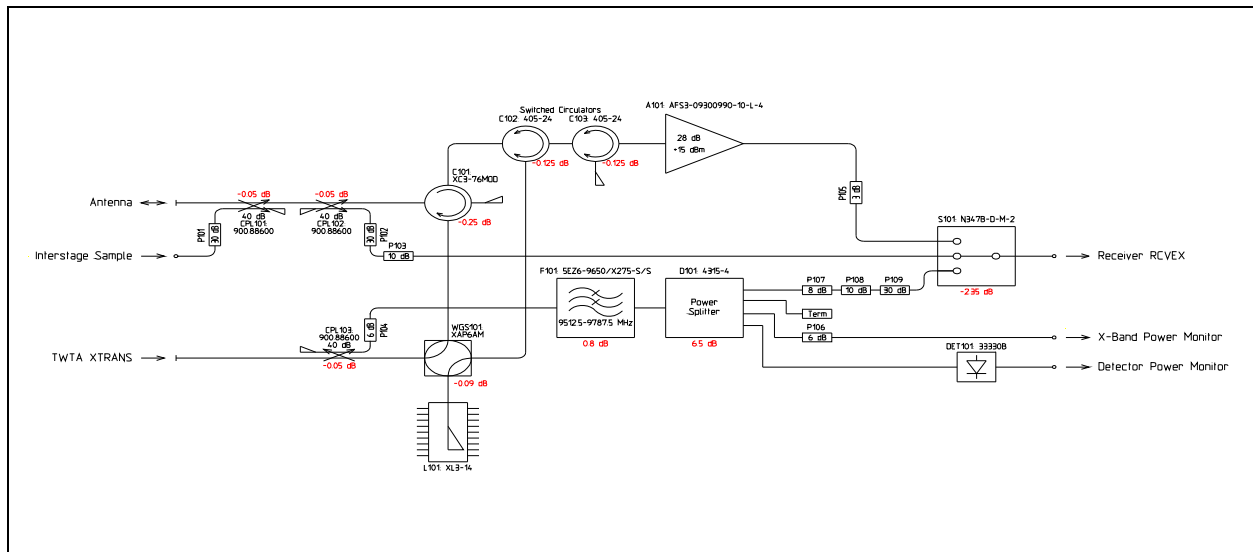 Switched Circulators
C102: 405-24
C103: 405-24
A101: AFS3-09300990-10-L-4
28 dB
+15 dBm
-0.125 dB
-0.125 dB
C101:
XC3-76MOD
-0.05 dB
-0.05 dB
P105
3 dB
Antenna
40 dB
CPL101:
900.88600
40 dB
CPL102:
900.88600
-0.25 dB
S101: N347B-D-M-2
P101
30 dB
30 dB
P102
P103
10 dB
Interstage Sample
Receiver RCVEX
F101: 5EZ6-9650/X275-S/S
D101: 4315-4
P107
P108
P109
8 dB
10 dB
30 dB
-2.35 dB
9512.5-9787.5 MHz
Power
Splitter
Term
0.8 dB
6.5 dB
P106
6 dB
X-Band Power Monitor
CPL103:
900.88600
40 dB
6 dB
P104
WGS101:
XAP6AM
DET101: 33330B
TWTA XTRANS
-0.05 dB
Detector Power Monitor
-0.09 dB
L101: XL3-14